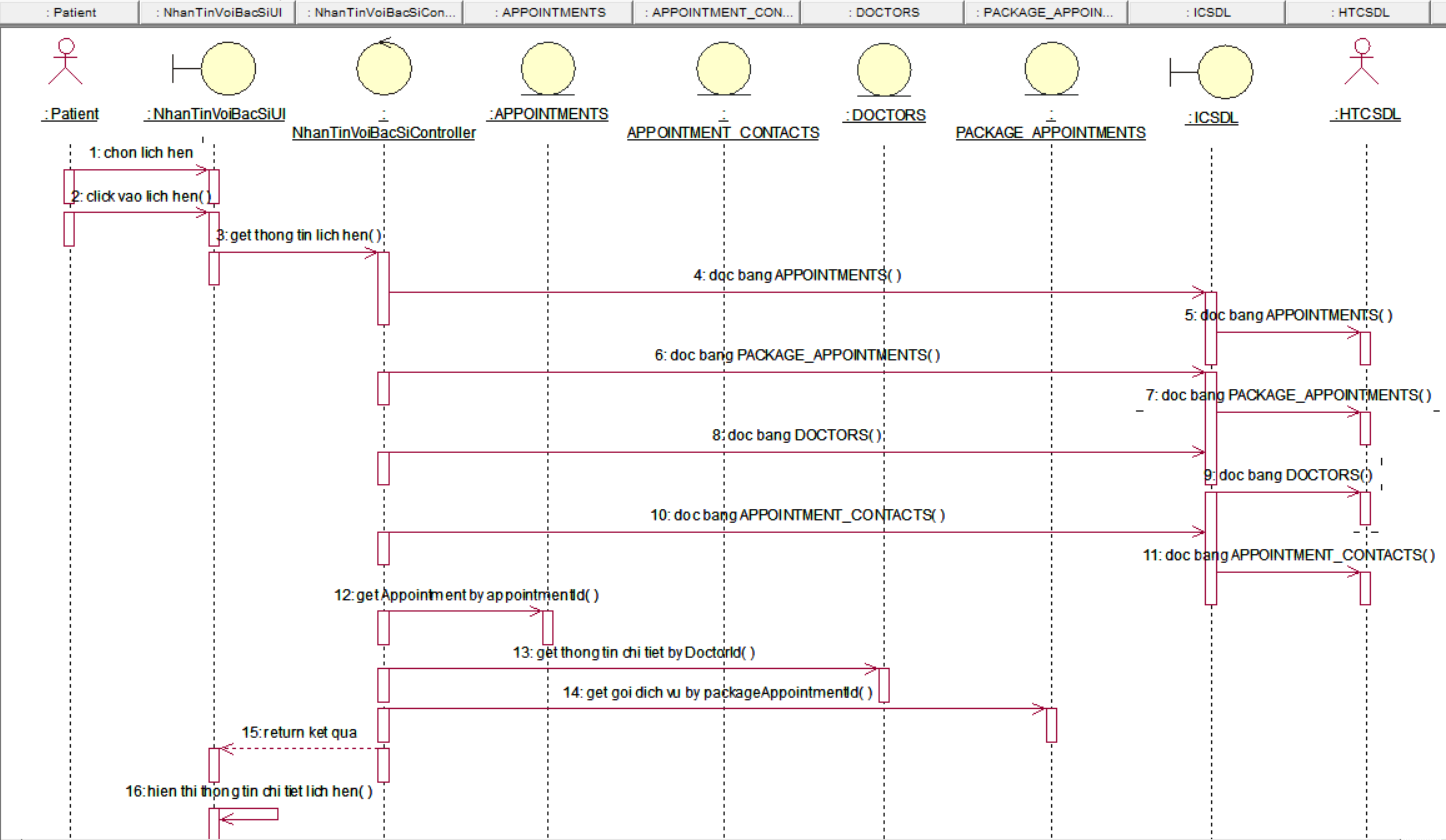 : Patient
: NhanTinVoiBacSiUI
: NhanTinVoiBacSiCon...
: APPOINTMENTS
: APPOINTMENT_CON...
: DOCTORS
: PACKAGE_APPOIN...
: ICSDL
: HTCSDL
: Patient
: NhanTinVoiBacSiUI
:
NhanTinVoiBacSiController
: APPOINTMENTS
:
APPOINTMENT_CONTACTS
: DOCTORS
:
PACKAGE_APPOINTMENTS
: ICSDL
: HTCSDL
1: chon lich hen
2: click vao lich hen( )
3: get thong tin lich hen( )
4: doc bang APPOINTMENTS( )
5: doc bang APPOINTMENTS( )
6: doc bang PACKAGE_APPOINTMENTS( )
7: doc bang PACKAGE_APPOINTMENTS( )
8: doc bang DOCTORS( )
9: doc bang DOCTORS( )
10: doc bang APPOINTMENT_CONTACTS( )
11: doc bang APPOINTMENT_CONTACTS( )
12: get Appointment by appointmentId( )
13: get thong tin chi tiet by DoctorId( )
14: get goi dich vu by packageAppointmentId( )
15: return ket qua
16: hien thi thong tin chi tiet lich hen( )